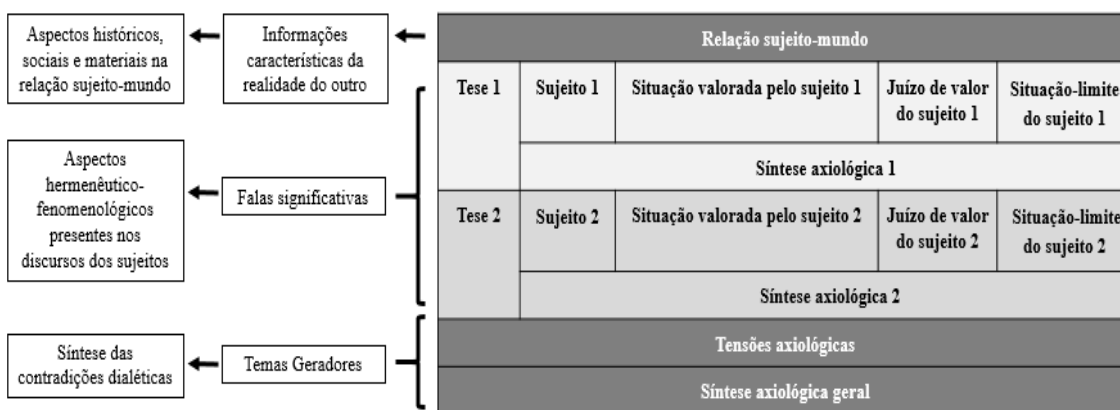 Aspectos históricos,
sociais e materiais na
relação sujeito-mundo
Informações
características da
realidade do outro
Relação sujeito-mundo
Tese 1
Sujeito 1
Situação valorada pelo sujeito 1
Juízo de valor
do sujeito 1
Situação-limite
do sujeito 1
Síntese axiológica 1
Aspectos
hermenêutico-
fenomenológicos
presentes nos
discursos dos sujeitos
Falas significativas
Tese 2
Sujeito 2
Situação valorada pelo sujeito 2
Juízo de valor
do sujeito 2
Situação-limite
do sujeito 2
Síntese axiológica 2
Síntese das
contradições dialéticas
Temas Geradores
Tensões axiológicas
Síntese axiológica geral